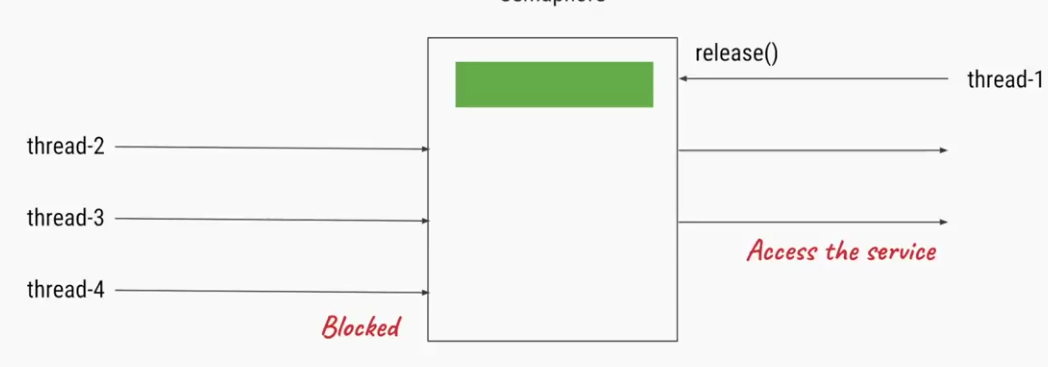 release()
thread-1
thread-2
thread-3
Access the service
thread-4
Blocked